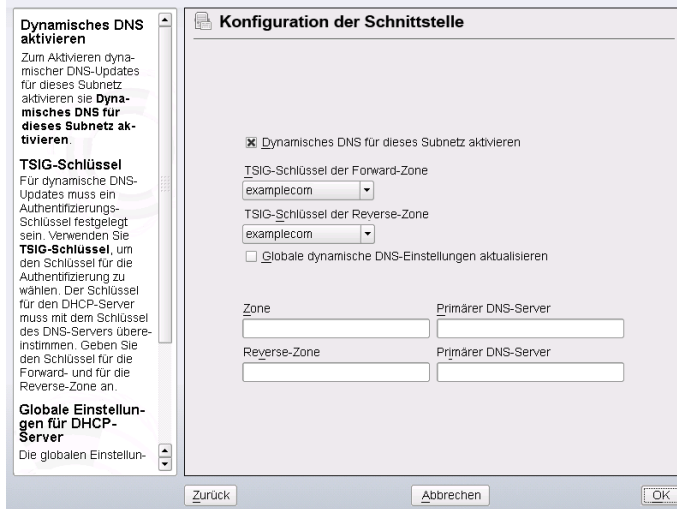 Dynamisches DNS
aktivieren
Zum Aktivieren dyna-
mischer DNS-Updates
für dieses Subnetz
aktivieren sie Dyna-
misches DNS für
dieses Subnetz ak-
tivieren.
TSIG-Schlüssel
Für dynamische DNS-
Updates muss ein
Authentifizierungs-
Schlüssel festgelegt
sein. Verwenden Sie
TSIG-Schlüssel, um
den Schlüssel für die
Authentifizierung zu
wählen. Der Schlüssel
für den DHCP-Server
muss mit dem Schlüssel
des DNS-Servers übere-
instimmen. Geben Sie
den Schlüssel für die
Forward- und für die
Reverse-Zone an.
Globale Einstellun-
gen für DHCP-
Server
Die globalen Einstellun-
Konfiguration der Schnittstelle
Dynamisches DNS für dieses Subnetz aktivieren
TSIG-Schlüssel der Forward-Zone
examplecom
TSIG-Schlüssel der Reverse-Zone
examplecom
Globale dynamische DNS-Einstellungen aktualisieren
Zone
Primärer DNS-Server
Reverse-Zone
Primärer DNS-Server
Zurück
Abbrechen
OK